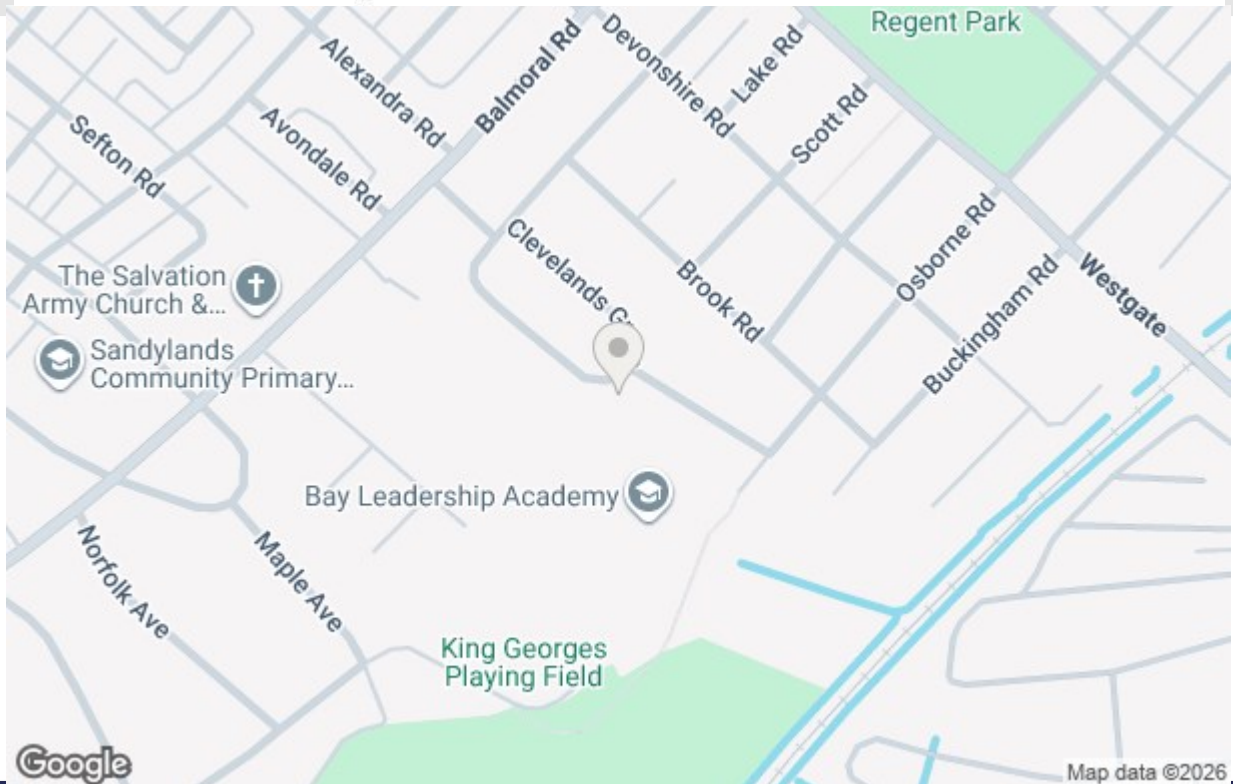 Regent Park
Alexandra Rd
Balmoral Rd
Devonshire Rd
Lake Rd
Scott Rd
Sefton Rd
Avondale Rd
Clevelands Gr
Brook Rd
Osborne Rd
Buckingham Rd
Westgate
The Salvation
Army Church &...
Sandylands
Community Primary...
Bay Leadership Academy
Norfolk Ave
Maple Ave
King Georges
Playing Field
Google
Map data ©2026